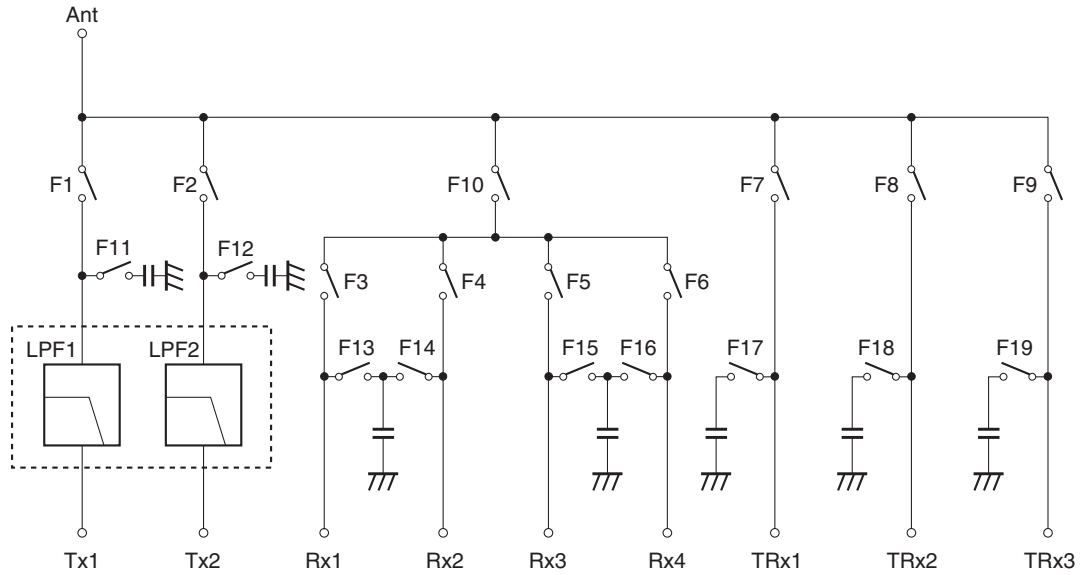 Ant
F1 F2 F10 F7 F8 F9
F11 F12
F3 F4 F5 F6
LPF1 LPF2 F13 F14 F15 F16 F17 F18 F19
Tx1 Tx2 Rx1 Rx2 Rx3 Rx4 TRx1 TRx2 TRx3